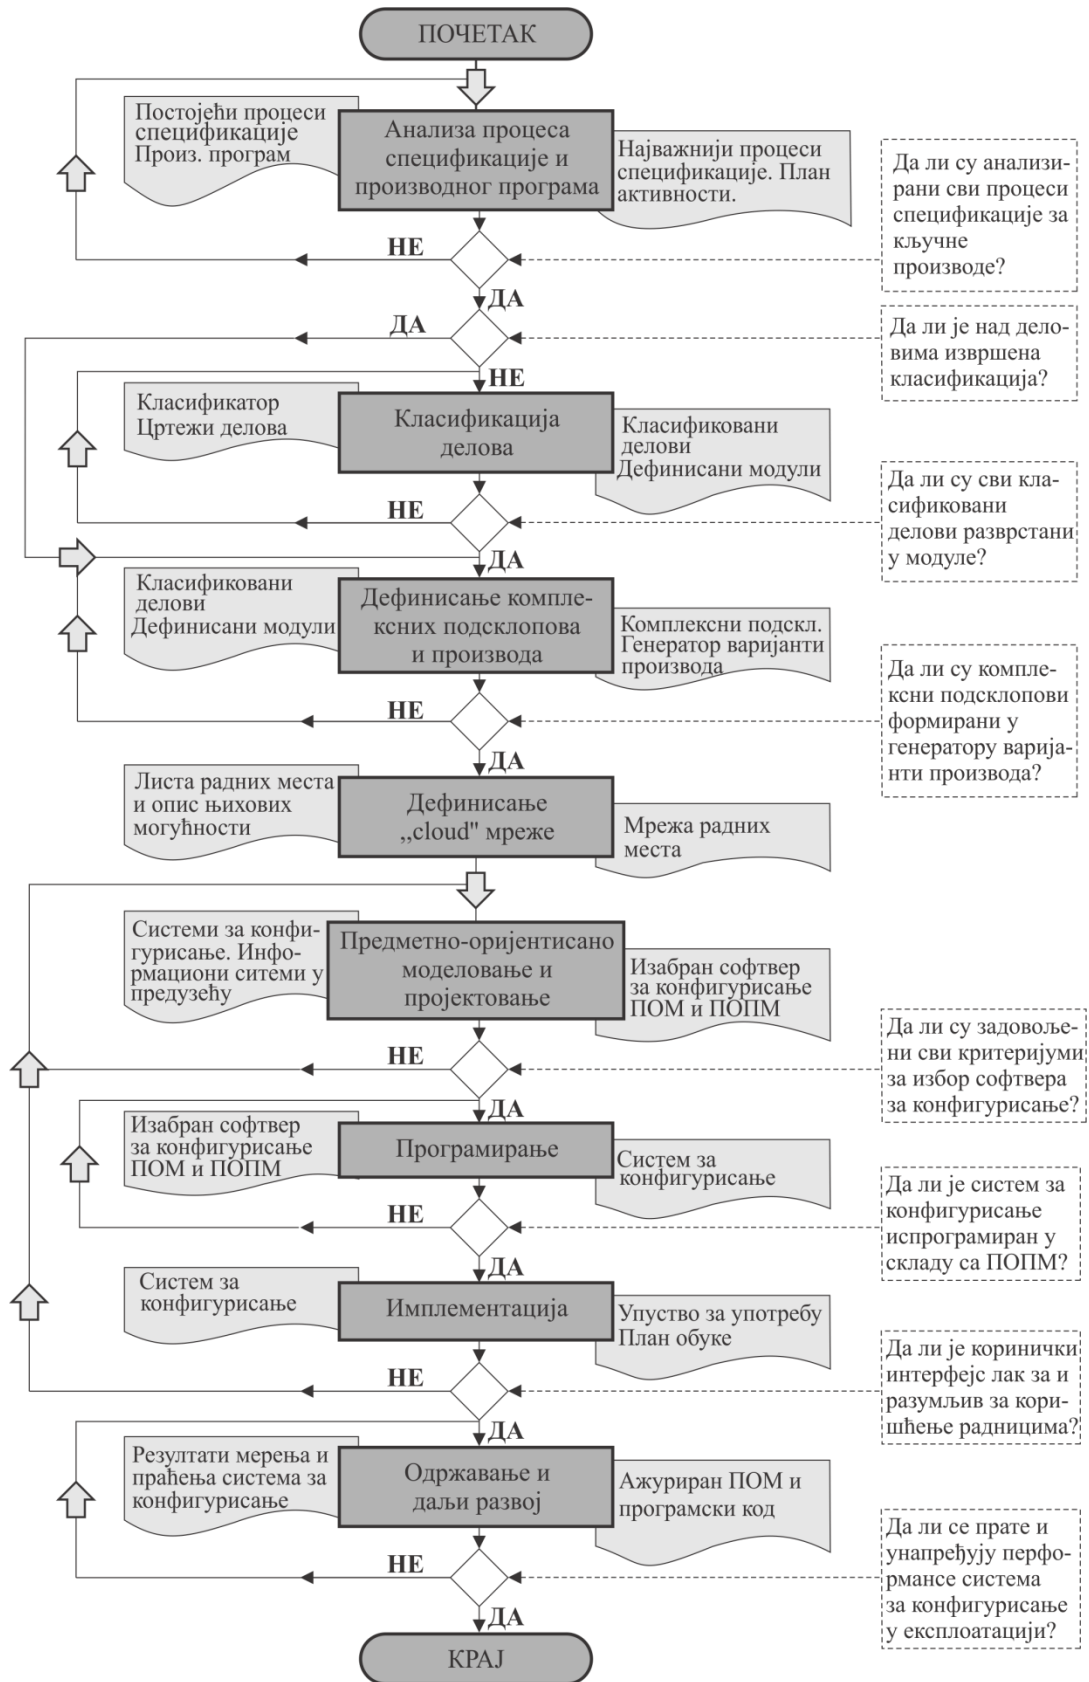 ПОЧЕТАК
Постојећи процеси
спецификације
Произ. програм
Анализа процеса
спецификације и
производног програма
Најважнији процеси
спецификације. План
активности.
Да ли су анализи-
рани сви процеси
спецификације за
кључне
производе?
НЕ
ДА
ДА
Да ли је над дело-
вима извршена
класификација?
НЕ
Класификатор
Цртежи делова
Класификација
делова
Класификовани
делови
Дефинисани модули
Да ли су сви кла-
сификовани
делови разврстани
у модуле?
НЕ
ДА
Класификовани
делови
Дефинисани модули
Дефинисање компле-
ксних подсклопова
и производа
Комплексни подскл.
Генератор варијанти
производа
Да ли су компле-
ксни подсклопови
формирани у
генератору варија-
нти производа?
НЕ
ДА
Листа радних места
и опис њихових
могућности
Дефинисање
,,cloud" мреже
Мрежа радних
места
Системи за конфи-
гурисање. Инфо-
рмациони ситеми у
предузећу
Предметно-оријентисано
моделовање и
пројектовање
Изабран софтвер
за конфигурисање
ПОМ и ПОПМ
Да ли су задовоље-
ни сви критеријуми
за избор софтвера
за конфигурисање?
НЕ
ДА
Изабран софтвер
за конфигурисање
ПОМ и ПОПМ
Програмирање
Систем за
конфигурисање
Да ли је систем за
конфигурисање
испрограмиран у
складу са ПОПМ?
НЕ
ДА
Систем за
конфигурисање
Имплементација
Упуство за употребу
План обуке
Да ли је коринички
интерфејс лак за и
разумљив за кори-
шћење радницима?
НЕ
ДА
Резултати мерења и
праћења система за
конфигурисање
Одржавање и
даљи развој
Ажуриран ПОМ и
програмски код
Да ли се прате и
унапређују перфо-
рмансе система
за конфигурисање
у експлоатацији?
НЕ
ДА
КРАЈ